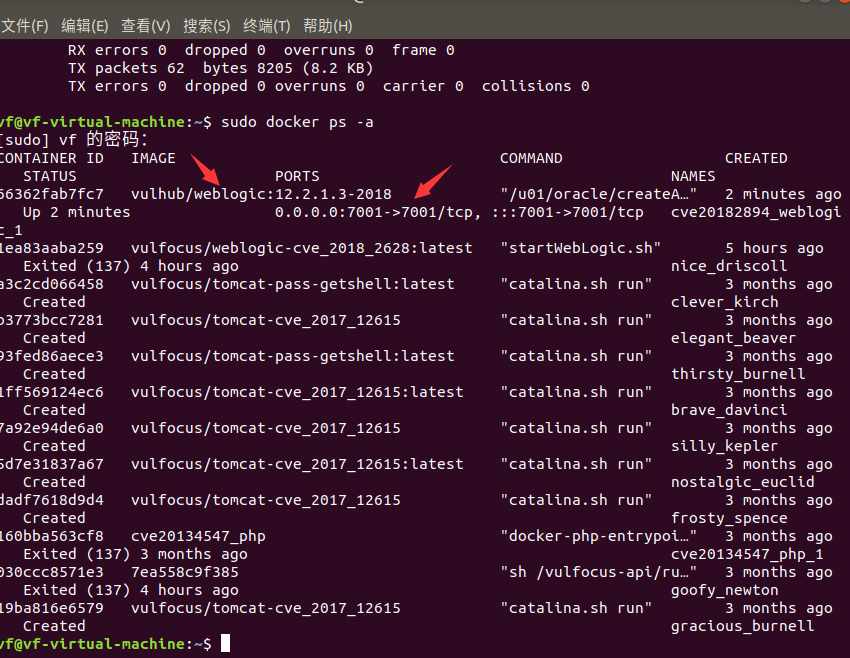 文件(F) 编辑(E) 查看(V) 搜索(S) 终端(T) 帮助(H)
RX errors 0 dropped 0 overruns 0 frame 0
TX packets 62 bytes 8205 (8.2 KB)
TX errors 0 dropped 0 overruns 0 carrier 0 collisions 0
vf@vf-virtual-machine:~$ sudo docker ps -a
[sudo] vf 的密码：
CONTAINER ID IMAGE COMMAND CREATED
STATUS PORTS NAMES
66362fab7fc7 vulhub/weblogic:12.2.1.3-2018 "/u01/oracle/createA…" 2 minutes ago
Up 2 minutes 0.0.0.0:7001->7001/tcp, :::7001->7001/tcp cve20182894_weblogi
c_1
1ea83aaba259 vulfocus/weblogic-cve_2018_2628:latest "startWebLogic.sh" 5 hours ago
Exited (137) 4 hours ago nice_driscoll
a3c2cd066458 vulfocus/tomcat-pass-getshell:latest "catalina.sh run" 3 months ago
Created clever_kirch
b3773bcc7281 vulfocus/tomcat-cve_2017_12615 "catalina.sh run" 3 months ago
Created elegant_beaver
93fed86aece3 vulfocus/tomcat-pass-getshell:latest "catalina.sh run" 3 months ago
Created thirsty_burnell
1ff569124ec6 vulfocus/tomcat-cve_2017_12615:latest "catalina.sh run" 3 months ago
Created brave_davinci
7a92e94de6a0 vulfocus/tomcat-cve_2017_12615 "catalina.sh run" 3 months ago
Created silly_kepler
5d7e31837a67 vulfocus/tomcat-cve_2017_12615:latest "catalina.sh run" 3 months ago
Created nostalgic_euclid
dadf7618d9d4 vulfocus/tomcat-cve_2017_12615 "catalina.sh run" 3 months ago
Created frosty_spence
160bba563cf8 cve20134547_php "docker-php-entrypoi…" 3 months ago
Exited (137) 3 months ago cve20134547_php_1
030ccc8571e3 7ea558c9f385 "sh /vulfocus-api/ru…" 3 months ago
Exited (137) 4 hours ago goofy_newton
19ba816e6579 vulfocus/tomcat-cve_2017_12615 "catalina.sh run" 3 months ago
Created gracious_burnell
vf@vf-virtual-machine:~$